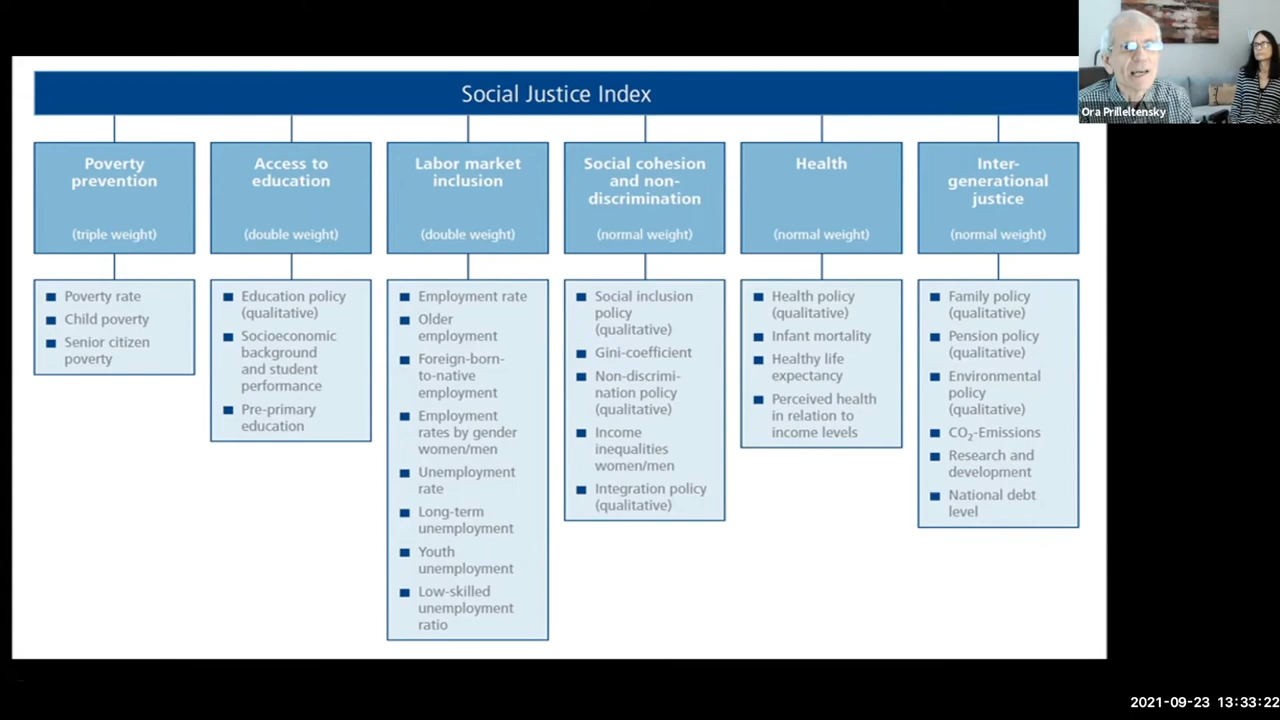 Social Justice Index
Ora Prilleltensky
Poverty
prevention
(triple weight)
Access to
education
(double weight)
Labor market
inclusion
(double weight)
Social cohesion
and non-
discrimination
(normal weight)
Health
(normal weight)
Inter-
generational
justice
(normal weight)
Poverty rate
Child poverty
Senior citizen
poverty
Education policy
(qualitative)
Socioeconomic
background
and student
performance
Pre-primary
education
Employment rate
Older
employment
Foreign-born-
to-native
employment
Employment
rates by gender
women/men
Unemployment
rate
Long-term
unemployment
Youth
unemployment
Low-skilled
unemployment
ratio
Social inclusion
policy
(qualitative)
Gini-coefficient
Non-discrimi-
nation policy
(qualitative)
Income
inequalities
women/men
Integration policy
(qualitative)
Health policy
(qualitative)
Infant mortality
Healthy life
expectancy
Perceived health
in relation to
income levels
Family policy
(qualitative)
Pension policy
(qualitative)
Environmental
policy
(qualitative)
CO₂-Emissions
Research and
development
National debt
level
2021-09-23 13:33:22